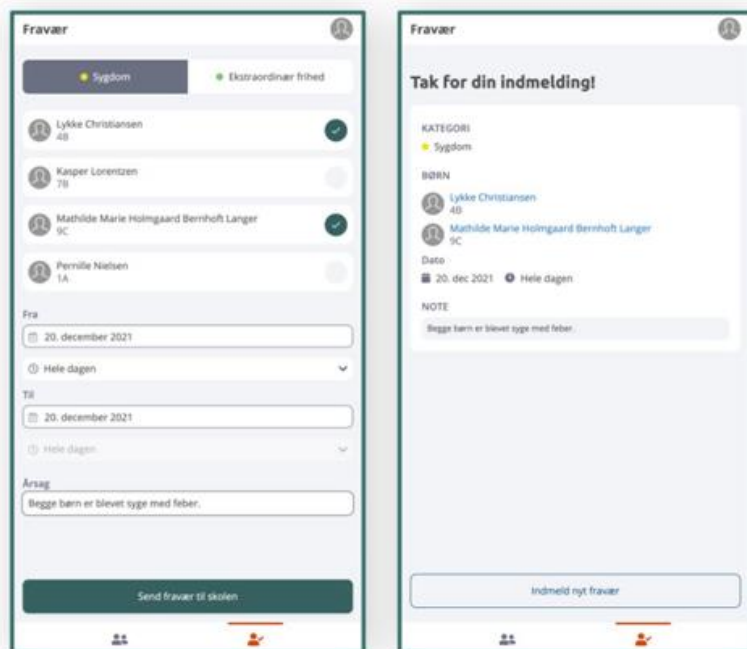 Fravær
Sygdom
Ekstraordinær frihed
Lykke Christiansen
4B
Kasper Lorentzen
7B
Mathilde Marie Holmgaard Bernhoft Langer
9C
Pernille Nielsen
1A
Fra
20. december 2021
Hele dagen
Til
20. december 2021
Hele dagen
Årsag
Begge børn er blevet syge med feber.
Send fravær til skolen
Fravær
Tak for din indmelding!
KATEGORI
Sygdom
BØRN
Lykke Christiansen
4B
Mathilde Marie Holmgaard Bernhoft Langer
9C
Dato
20. dec 2021 Hele dagen
NOTE
Begge børn er blevet syge med feber.
Indmeld nyt fravær